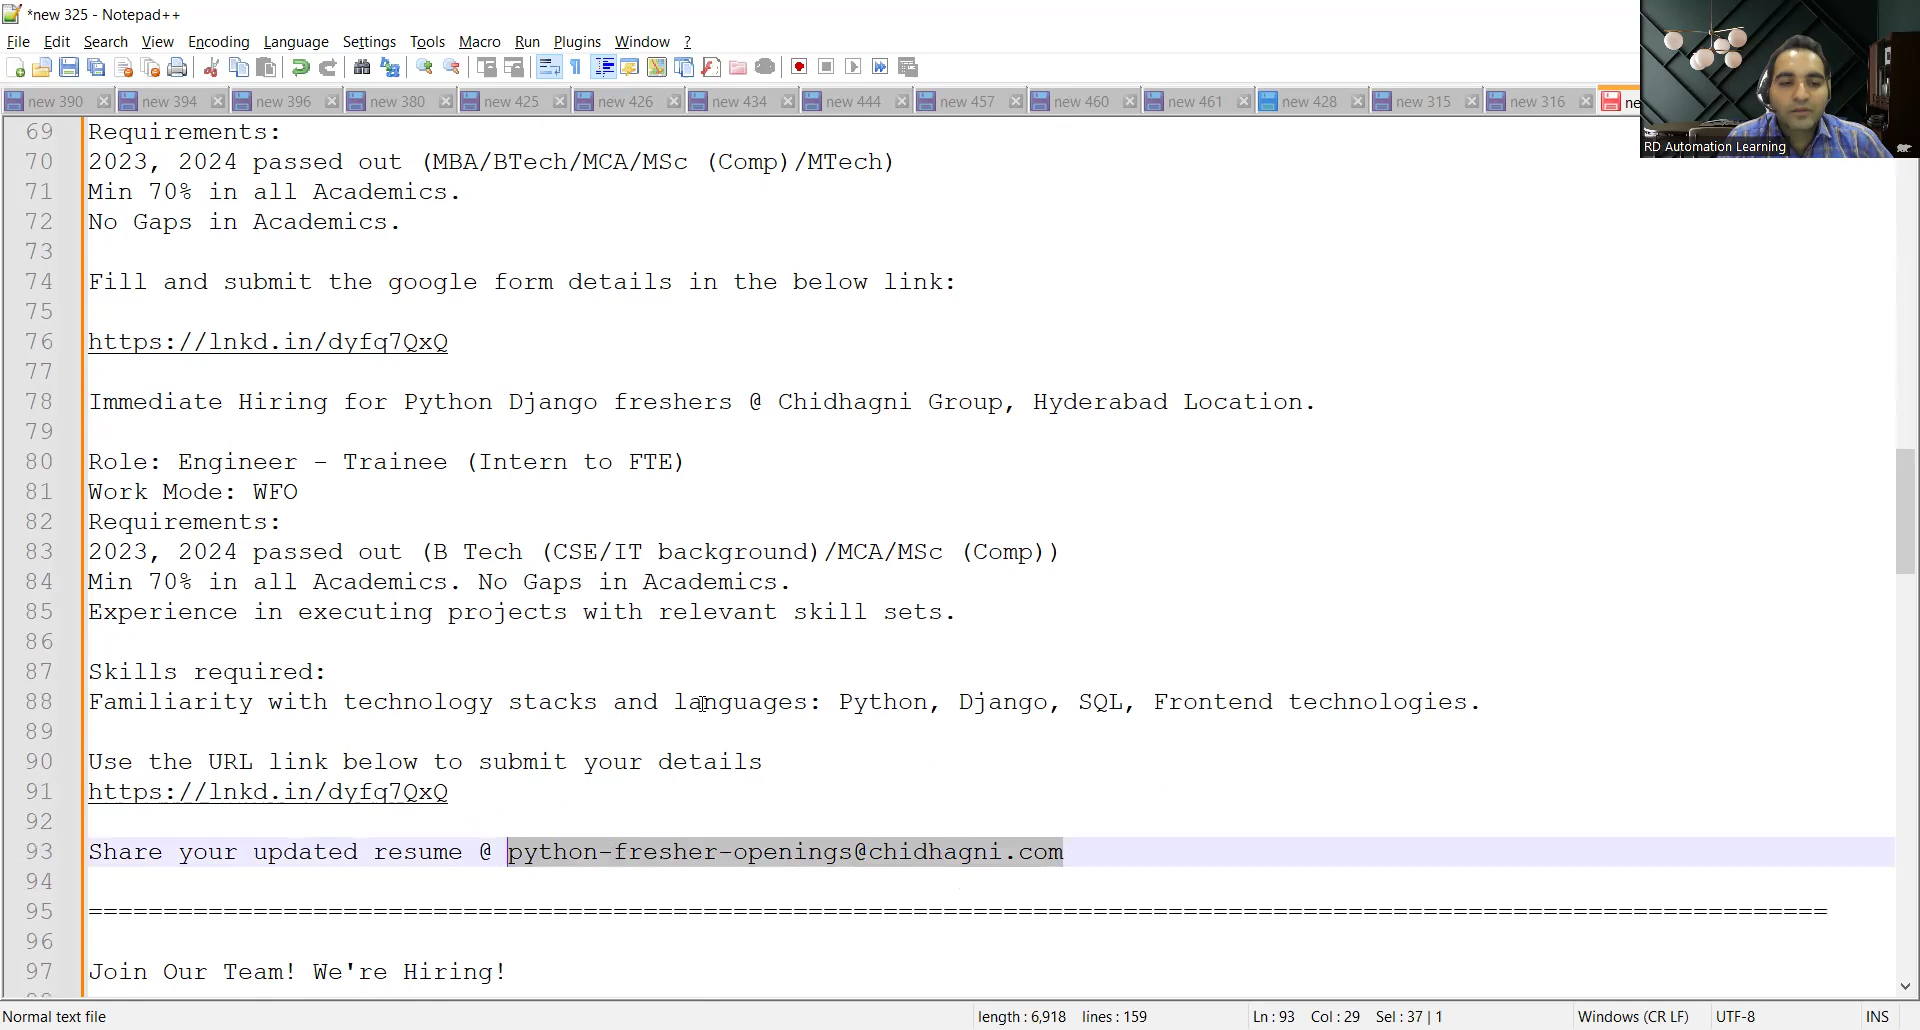 *new 325 - Notepad++
File Edit Search View Encoding Language Settings Tools Macro Run Plugins Window ?
new 390 new 394 new 396 new 380 new 425 new 426 new 434 new 444 new 457 new 460 new 461 new 428 new 315 new 316
RD Automation Learning
69 Requirements:
70 2023, 2024 passed out (MBA/BTech/MCA/MSc (Comp)/MTech)
71 Min 70% in all Academics.
72 No Gaps in Academics.
73
74 Fill and submit the google form details in the below link:
75
76 https://lnkd.in/dyfq7QxQ
77
78 Immediate Hiring for Python Django freshers @ Chidhagni Group, Hyderabad Location.
79
80 Role: Engineer - Trainee (Intern to FTE)
81 Work Mode: WFO
82 Requirements:
83 2023, 2024 passed out (B Tech (CSE/IT background)/MCA/MSc (Comp))
84 Min 70% in all Academics. No Gaps in Academics.
85 Experience in executing projects with relevant skill sets.
86
87 Skills required:
88 Familiarity with technology stacks and languages: Python, Django, SQL, Frontend technologies.
89
90 Use the URL link below to submit your details
91 https://lnkd.in/dyfq7QxQ
92
93 Share your updated resume @ python-fresher-openings@chidhagni.com
94
95 ====================================================================================================================
96
97 Join Our Team! We're Hiring!
Normal text file length : 6,918 lines : 159 Ln : 93 Col : 29 Sel : 37 | 1 Windows (CR LF) UTF-8 INS